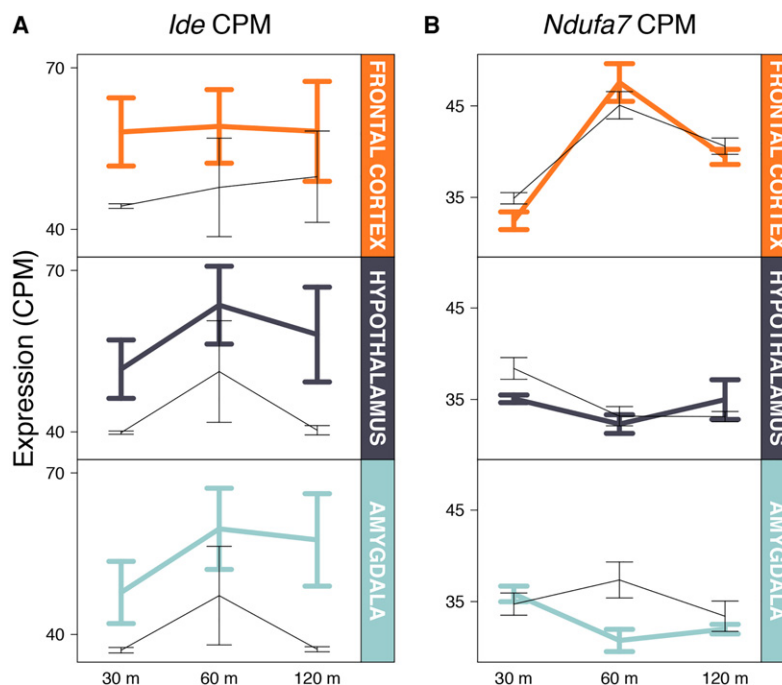 A
Ide CPM
B
Ndufa7 CPM
Expression (CPM)
70
40
FRONTAL CORTEX
45
35
FRONTAL CORTEX
70
40
HYPOTHALAMUS
45
35
HYPOTHALAMUS
70
40
AMYGDALA
45
35
AMYGDALA
30 m 60 m 120 m
30 m 60 m 120 m